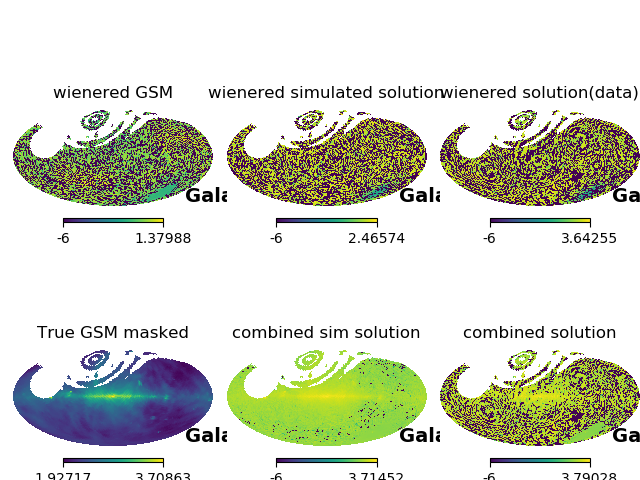 wienered GSM
wienered simulated solution
wienered solution(data)
Gala
Gala
Ga
-6 1.37988
-6 2.46574
-6 3.64255
True GSM masked
combined sim solution
combined solution
Gala
Gala
Ga
1.92717 3.70863
-6 3.71452
-6 3.79028